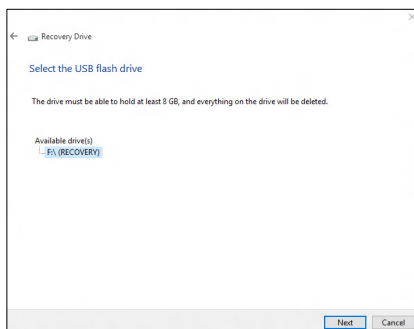 Recovery Drive
Select the USB flash drive
The drive must be able to hold at least 8 GB, and everything on the drive will be deleted.
Available drive(s)
F:\ (RECOVERY)
Next Cancel